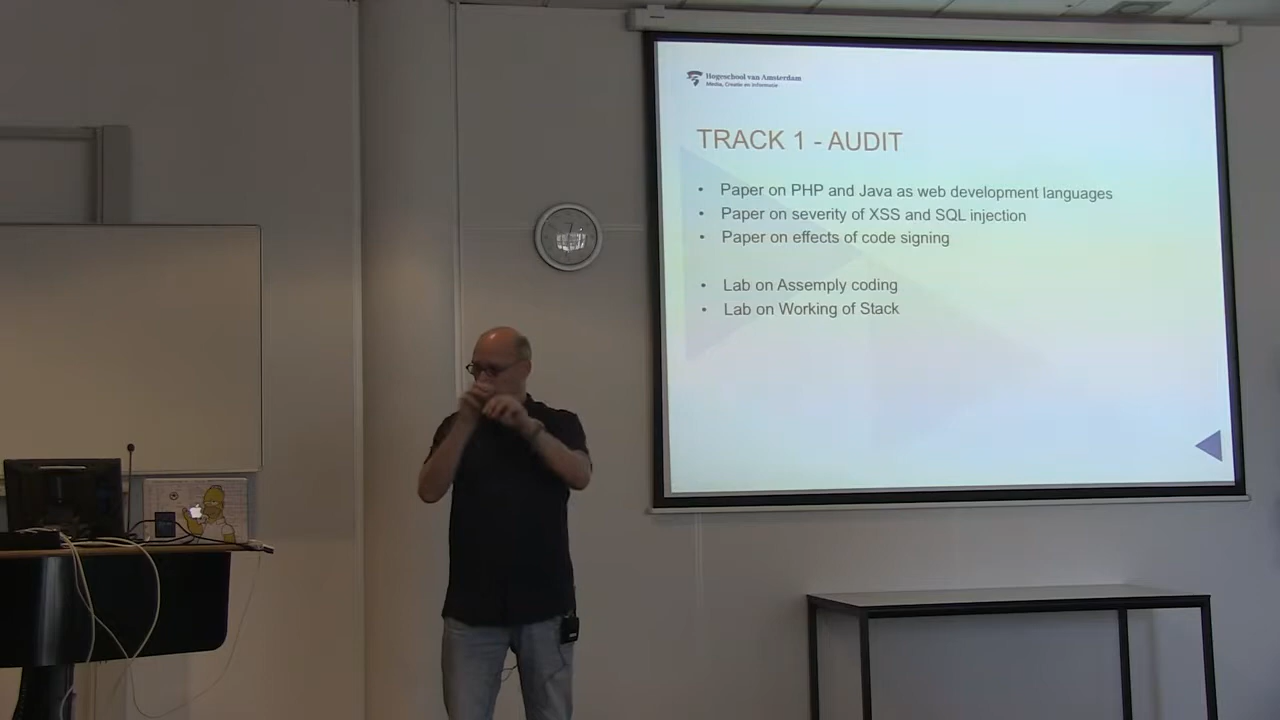 Hogeschool van Amsterdam
Media, Creatie en Informatie
TRACK 1 - AUDIT
• Paper on PHP and Java as web development languages
• Paper on severity of XSS and SQL injection
• Paper on effects of code signing
• Lab on Assemply coding
• Lab on Working of Stack